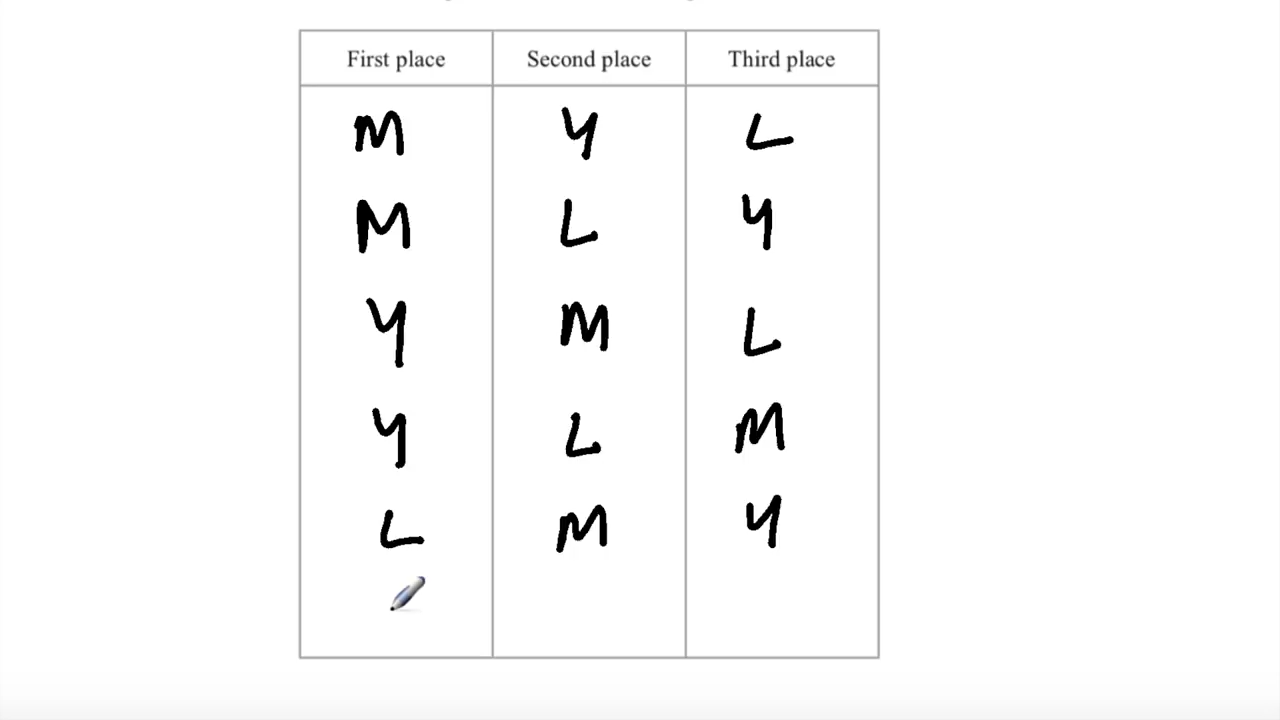 First place Second place Third place
M Y L
M L Y
Y M L
Y L M
L M Y